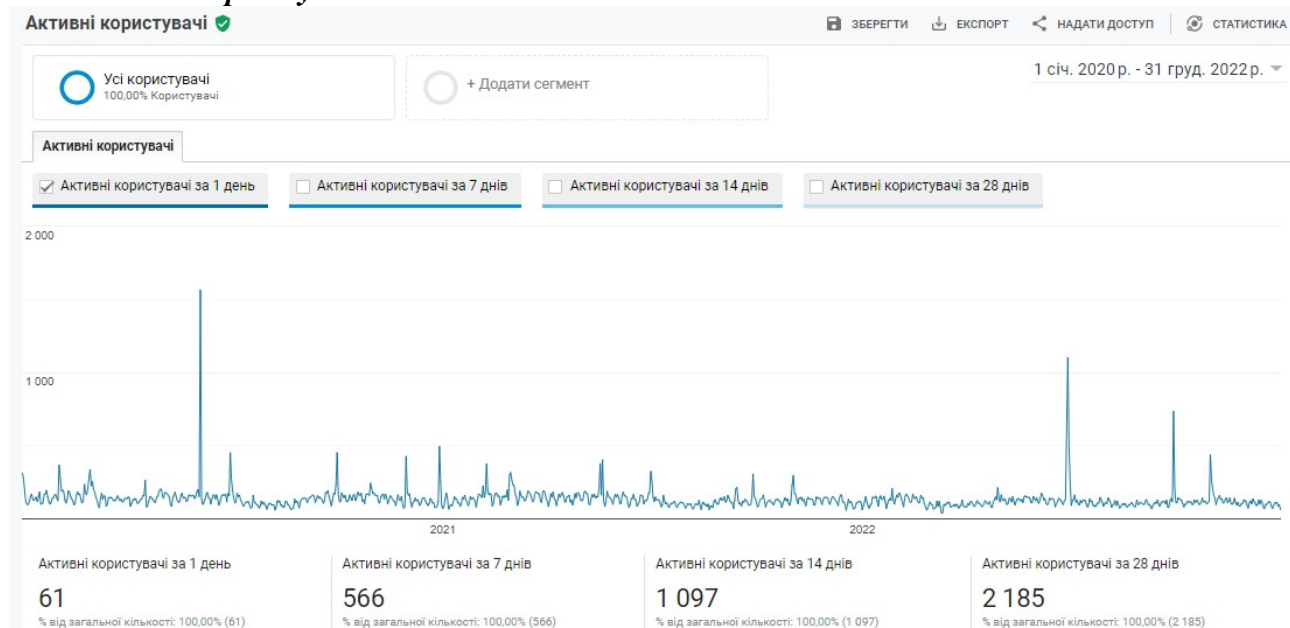 Активні користувачі
ЗБЕРЕГТИ ЕКСПОРТ НАДАТИ ДОСТУП СТАТИСТИКА
Усі користувачі
100,00% Користувачі
+ Додати сегмент
1 січ. 2020 р. - 31 груд. 2022 р.
Активні користувачі
Активні користувачі за 1 день Активні користувачі за 7 днів Активні користувачі за 14 днів Активні користувачі за 28 днів
2 000
1 000
2021 2022
Активні користувачі за 1 день Активні користувачі за 7 днів Активні користувачі за 14 днів Активні користувачі за 28 днів
61 566 1 097 2 185
% від загальної кількості: 100,00% (61) % від загальної кількості: 100,00% (566) % від загальної кількості: 100,00% (1 097) % від загальної кількості: 100,00% (2 185)